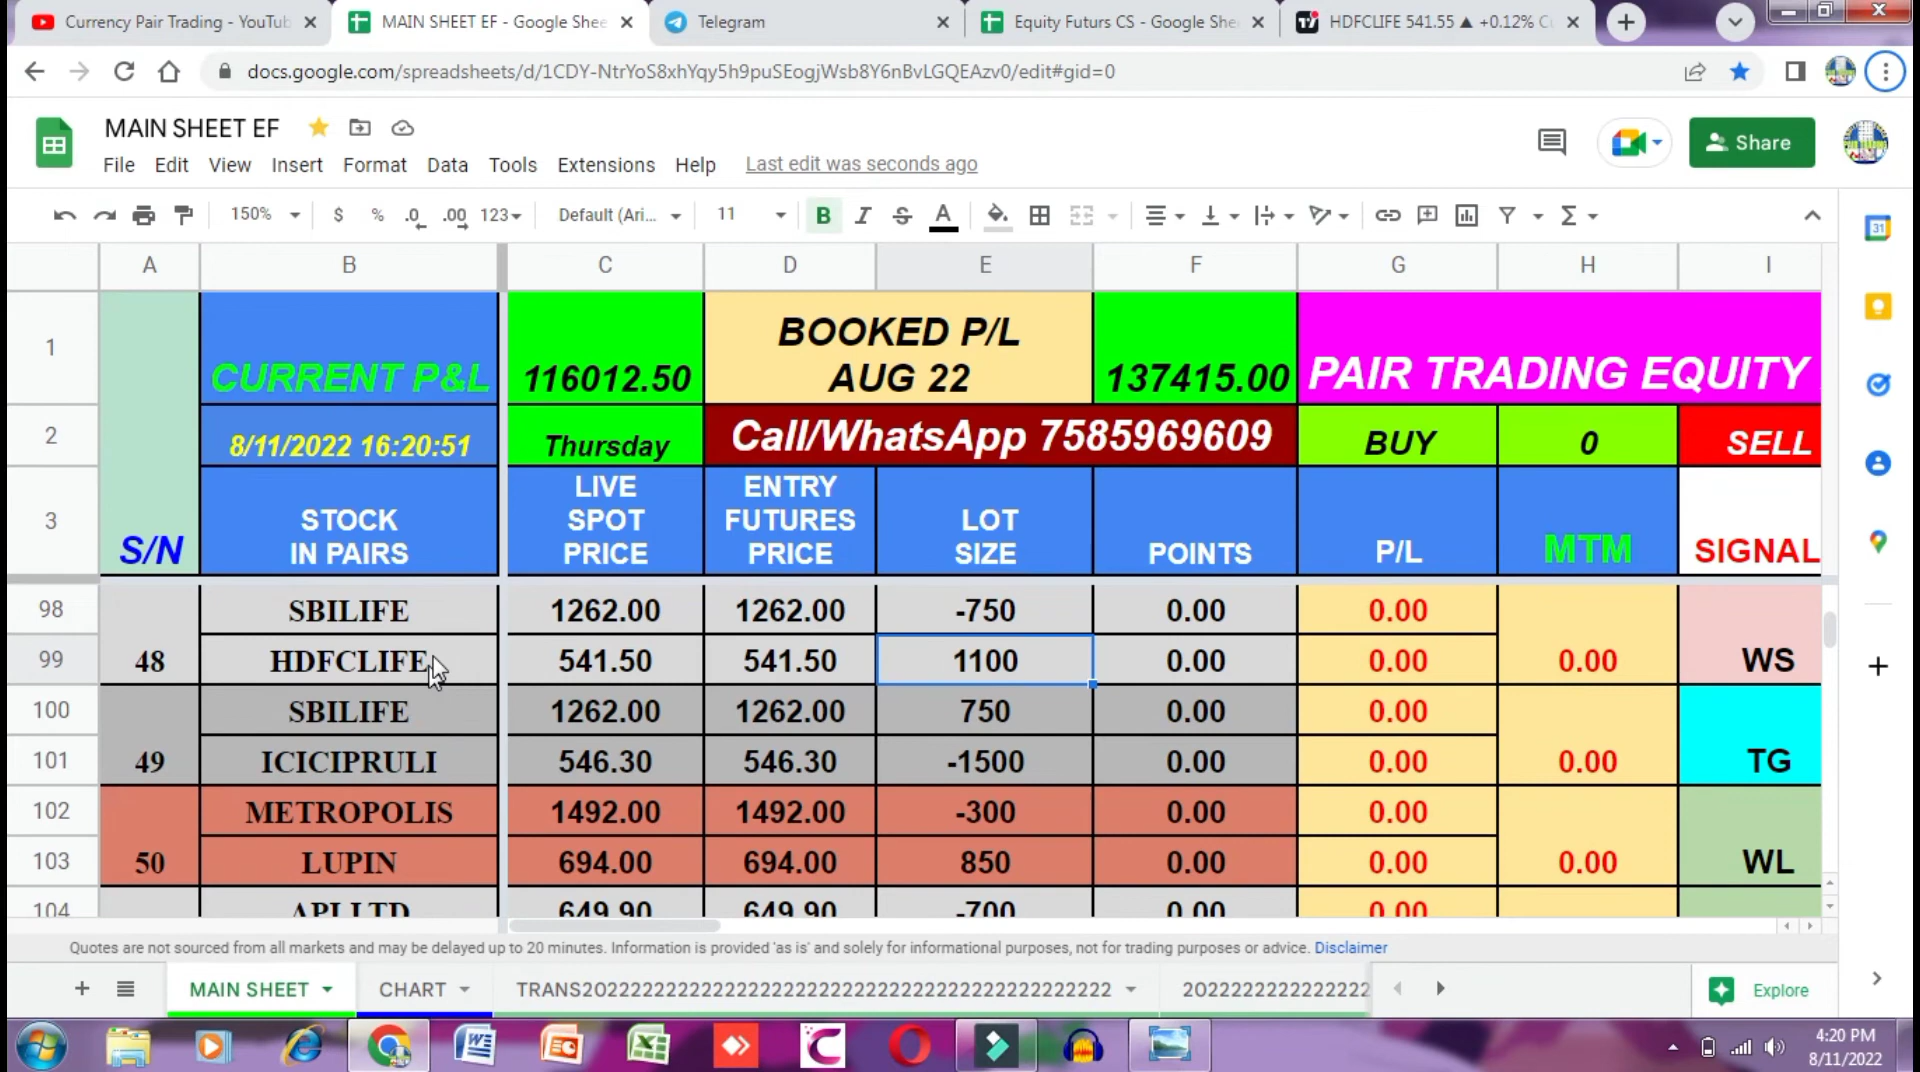 Currency Pair Trading - YouTub
MAIN SHEET EF - Google Shee
Telegram
Equity Futurs CS - Google She
HDFCLIFE 541.55 ▲ +0.12% C
docs.google.com/spreadsheets/d/1CDY-NtrYoS8xhYqy5h9puSEogjWsb8Y6nBvLGQEAzv0/edit#gid=0
MAIN SHEET EF
Share
File Edit View Insert Format Data Tools Extensions Help Last edit was seconds ago
150% $ % .0 .00 123 Default (Ari... 11 B I S A Σ
31
A B C D E F G H I
1 CURRENT P&L 116012.50 BOOKED P/L
AUG 22 137415.00 PAIR TRADING EQUITY
2 8/11/2022 16:20:51 Thursday Call/WhatsApp 7585969609 BUY 0 SELL
3 S/N STOCK
IN PAIRS LIVE
SPOT
PRICE ENTRY
FUTURES
PRICE LOT
SIZE POINTS P/L MTM SIGNAL
98 SBILIFE 1262.00 1262.00 -750 0.00 0.00
99 48 HDFCLIFE 541.50 541.50 1100 0.00 0.00 0.00 WS
100 SBILIFE 1262.00 1262.00 750 0.00 0.00
101 49 ICICIPRULI 546.30 546.30 -1500 0.00 0.00 0.00 TG
102 METROPOLIS 1492.00 1492.00 -300 0.00 0.00
103 50 LUPIN 694.00 694.00 850 0.00 0.00 0.00 WL
104 APLLTD 649.90 649.90 -700 0.00 0.00
Quotes are not sourced from all markets and may be delayed up to 20 minutes. Information is provided 'as is' and solely for informational purposes, not for trading purposes or advice. Disclaimer
MAIN SHEET CHART Explore
4:20 PM
8/11/2022